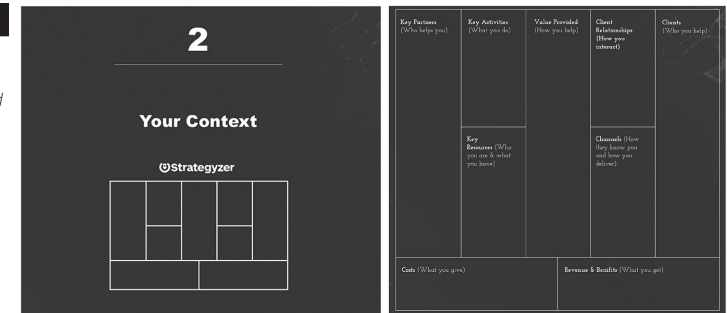 2
Your Context
Strategyzer
Key Partners
(Who helps you)
Key Activities
(What you do)
Value Provided
(How you help)
Client
Relationships
(How you
interact)
Clients
(Who you help)
Key
Resources (Who
you are & what
you have)
Channels (How
they know you
and how you
deliver)
Costs (What you give)
Revenue & Benifits (What you get)